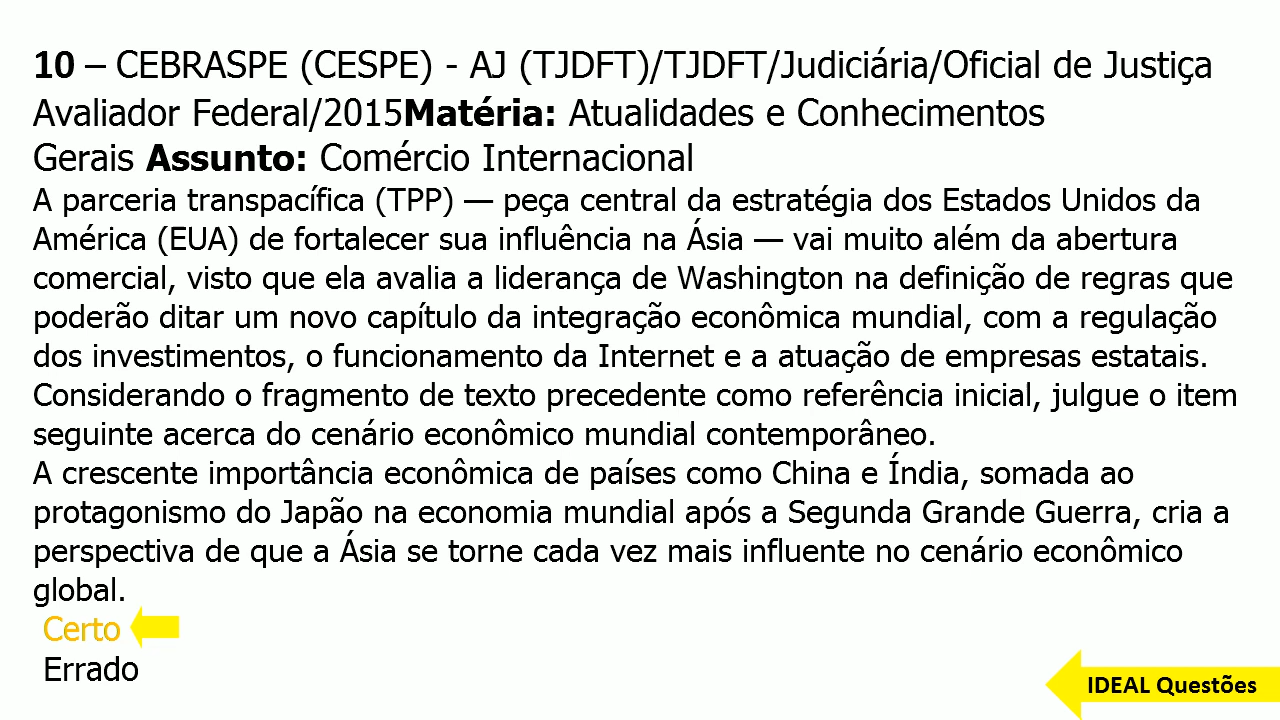 10 – CEBRASPE (CESPE) - AJ (TJDFT)/TJDFT/Judiciária/Oficial de Justiça
Avaliador Federal/2015Matéria: Atualidades e Conhecimentos
Gerais Assunto: Comércio Internacional
A parceria transpacífica (TPP) — peça central da estratégia dos Estados Unidos da
América (EUA) de fortalecer sua influência na Ásia — vai muito além da abertura
comercial, visto que ela avalia a liderança de Washington na definição de regras que
poderão ditar um novo capítulo da integração econômica mundial, com a regulação
dos investimentos, o funcionamento da Internet e a atuação de empresas estatais.
Considerando o fragmento de texto precedente como referência inicial, julgue o item
seguinte acerca do cenário econômico mundial contemporâneo.
A crescente importância econômica de países como China e Índia, somada ao
protagonismo do Japão na economia mundial após a Segunda Grande Guerra, cria a
perspectiva de que a Ásia se torne cada vez mais influente no cenário econômico
global.
Certo
Errado
IDEAL Questões